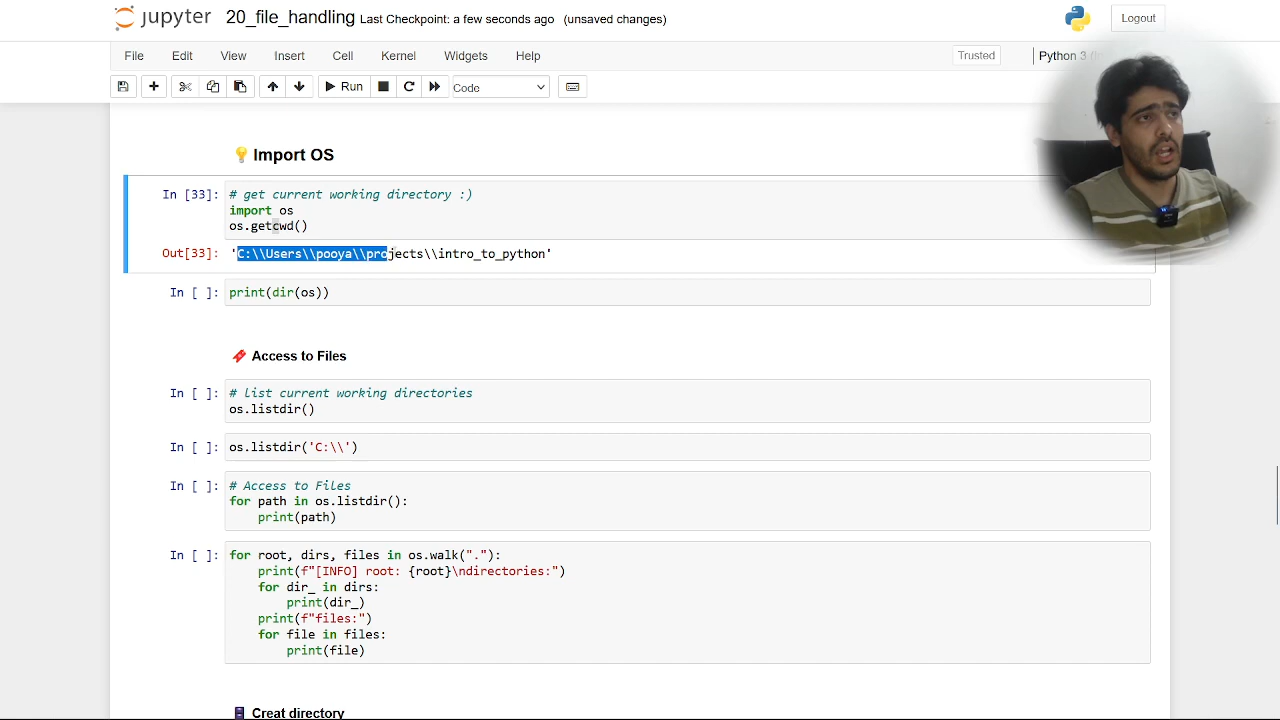 jupyter 20_file_handling Last Checkpoint: a few seconds ago (unsaved changes) Logout
File Edit View Insert Cell Kernel Widgets Help Trusted Python 3
Run Code
Import OS
In [33]: # get current working directory :)
import os
os.getcwd()
Out[33]: 'C:\\Users\\pooya\\projects\\intro_to_python'
In [ ]: print(dir(os))
Access to Files
In [ ]: # list current working directories
os.listdir()
In [ ]: os.listdir('C:\\')
In [ ]: # Access to Files
for path in os.listdir():
    print(path)
In [ ]: for root, dirs, files in os.walk("."):
    print(f"[INFO] root: {root}\ndirectories:")
    for dir_ in dirs:
        print(dir_)
    print(f"files:")
    for file in files:
        print(file)
Creat directory